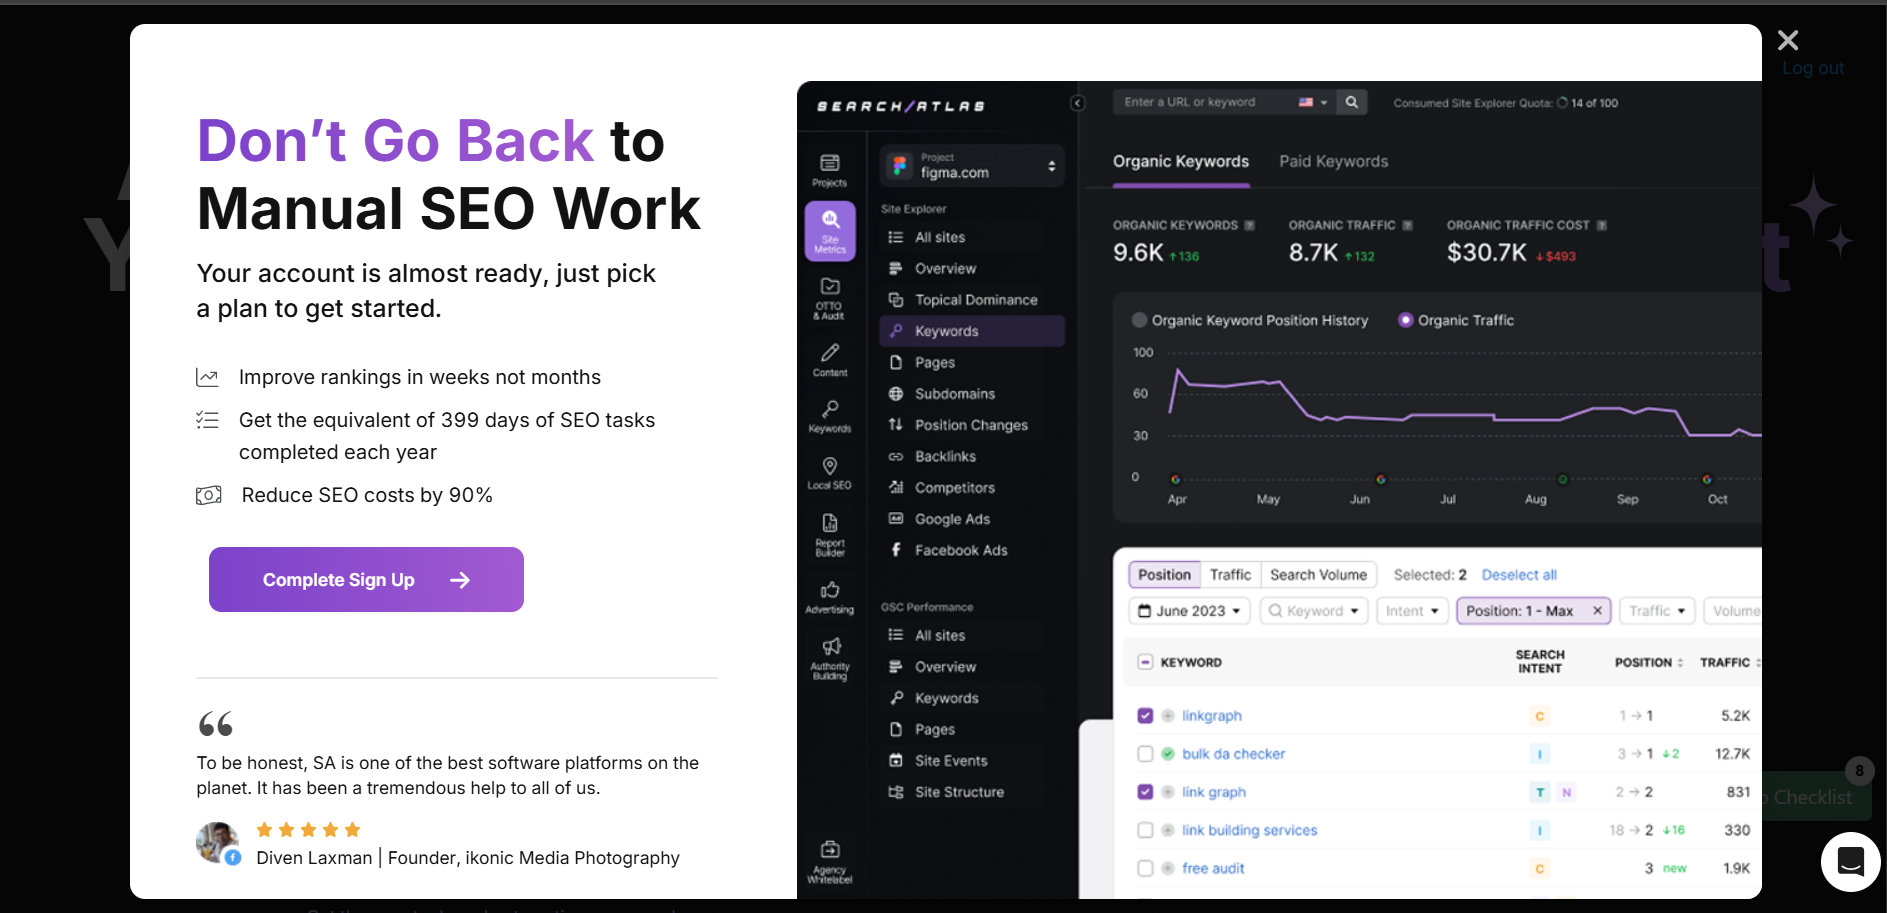 Log out
Don't Go Back to
Manual SEO Work
Your account is almost ready, just pick
a plan to get started.
Improve rankings in weeks not months
Get the equivalent of 399 days of SEO tasks
completed each year
Reduce SEO costs by 90%
Complete Sign Up
“
To be honest, SA is one of the best software platforms on the
planet. It has been a tremendous help to all of us.
Diven Laxman | Founder, ikonic Media Photography
SEARCH/ATLAS
Projects
Site
Metrics
OTTO
& Audit
Content
Keywords
Local SEO
Report
Builder
Advertising
Authority
Building
Agency
Whitelabel
Project
figma.com
Site Explorer
All sites
Overview
Topical Dominance
Keywords
Pages
Subdomains
Position Changes
Backlinks
Competitors
Google Ads
Facebook Ads
GSC Performance
All sites
Overview
Keywords
Pages
Site Events
Site Structure
Enter a URL or keyword
Consumed Site Explorer Quota: 14 of 100
Organic Keywords Paid Keywords
ORGANIC KEYWORDS ? ORGANIC TRAFFIC ? ORGANIC TRAFFIC COST ?
9.6K ↑136 8.7K ↑132 $30.7K ↓$493
Organic Keyword Position History Organic Traffic
100
60
30
0
Apr May Jun Jul Aug Sep Oct
Position Traffic Search Volume Selected: 2 Deselect all
June 2023 Keyword Intent Position: 1 - Max × Traffic Volume
KEYWORD SEARCH INTENT POSITION TRAFFIC
linkgraph C 1 → 1 5.2K
bulk da checker I 3 → 1 ↓2 12.7K
link graph T N 2 → 2 831
link building services I 18 → 2 ↓16 330
free audit C 3 new 1.9K
8
Checklist